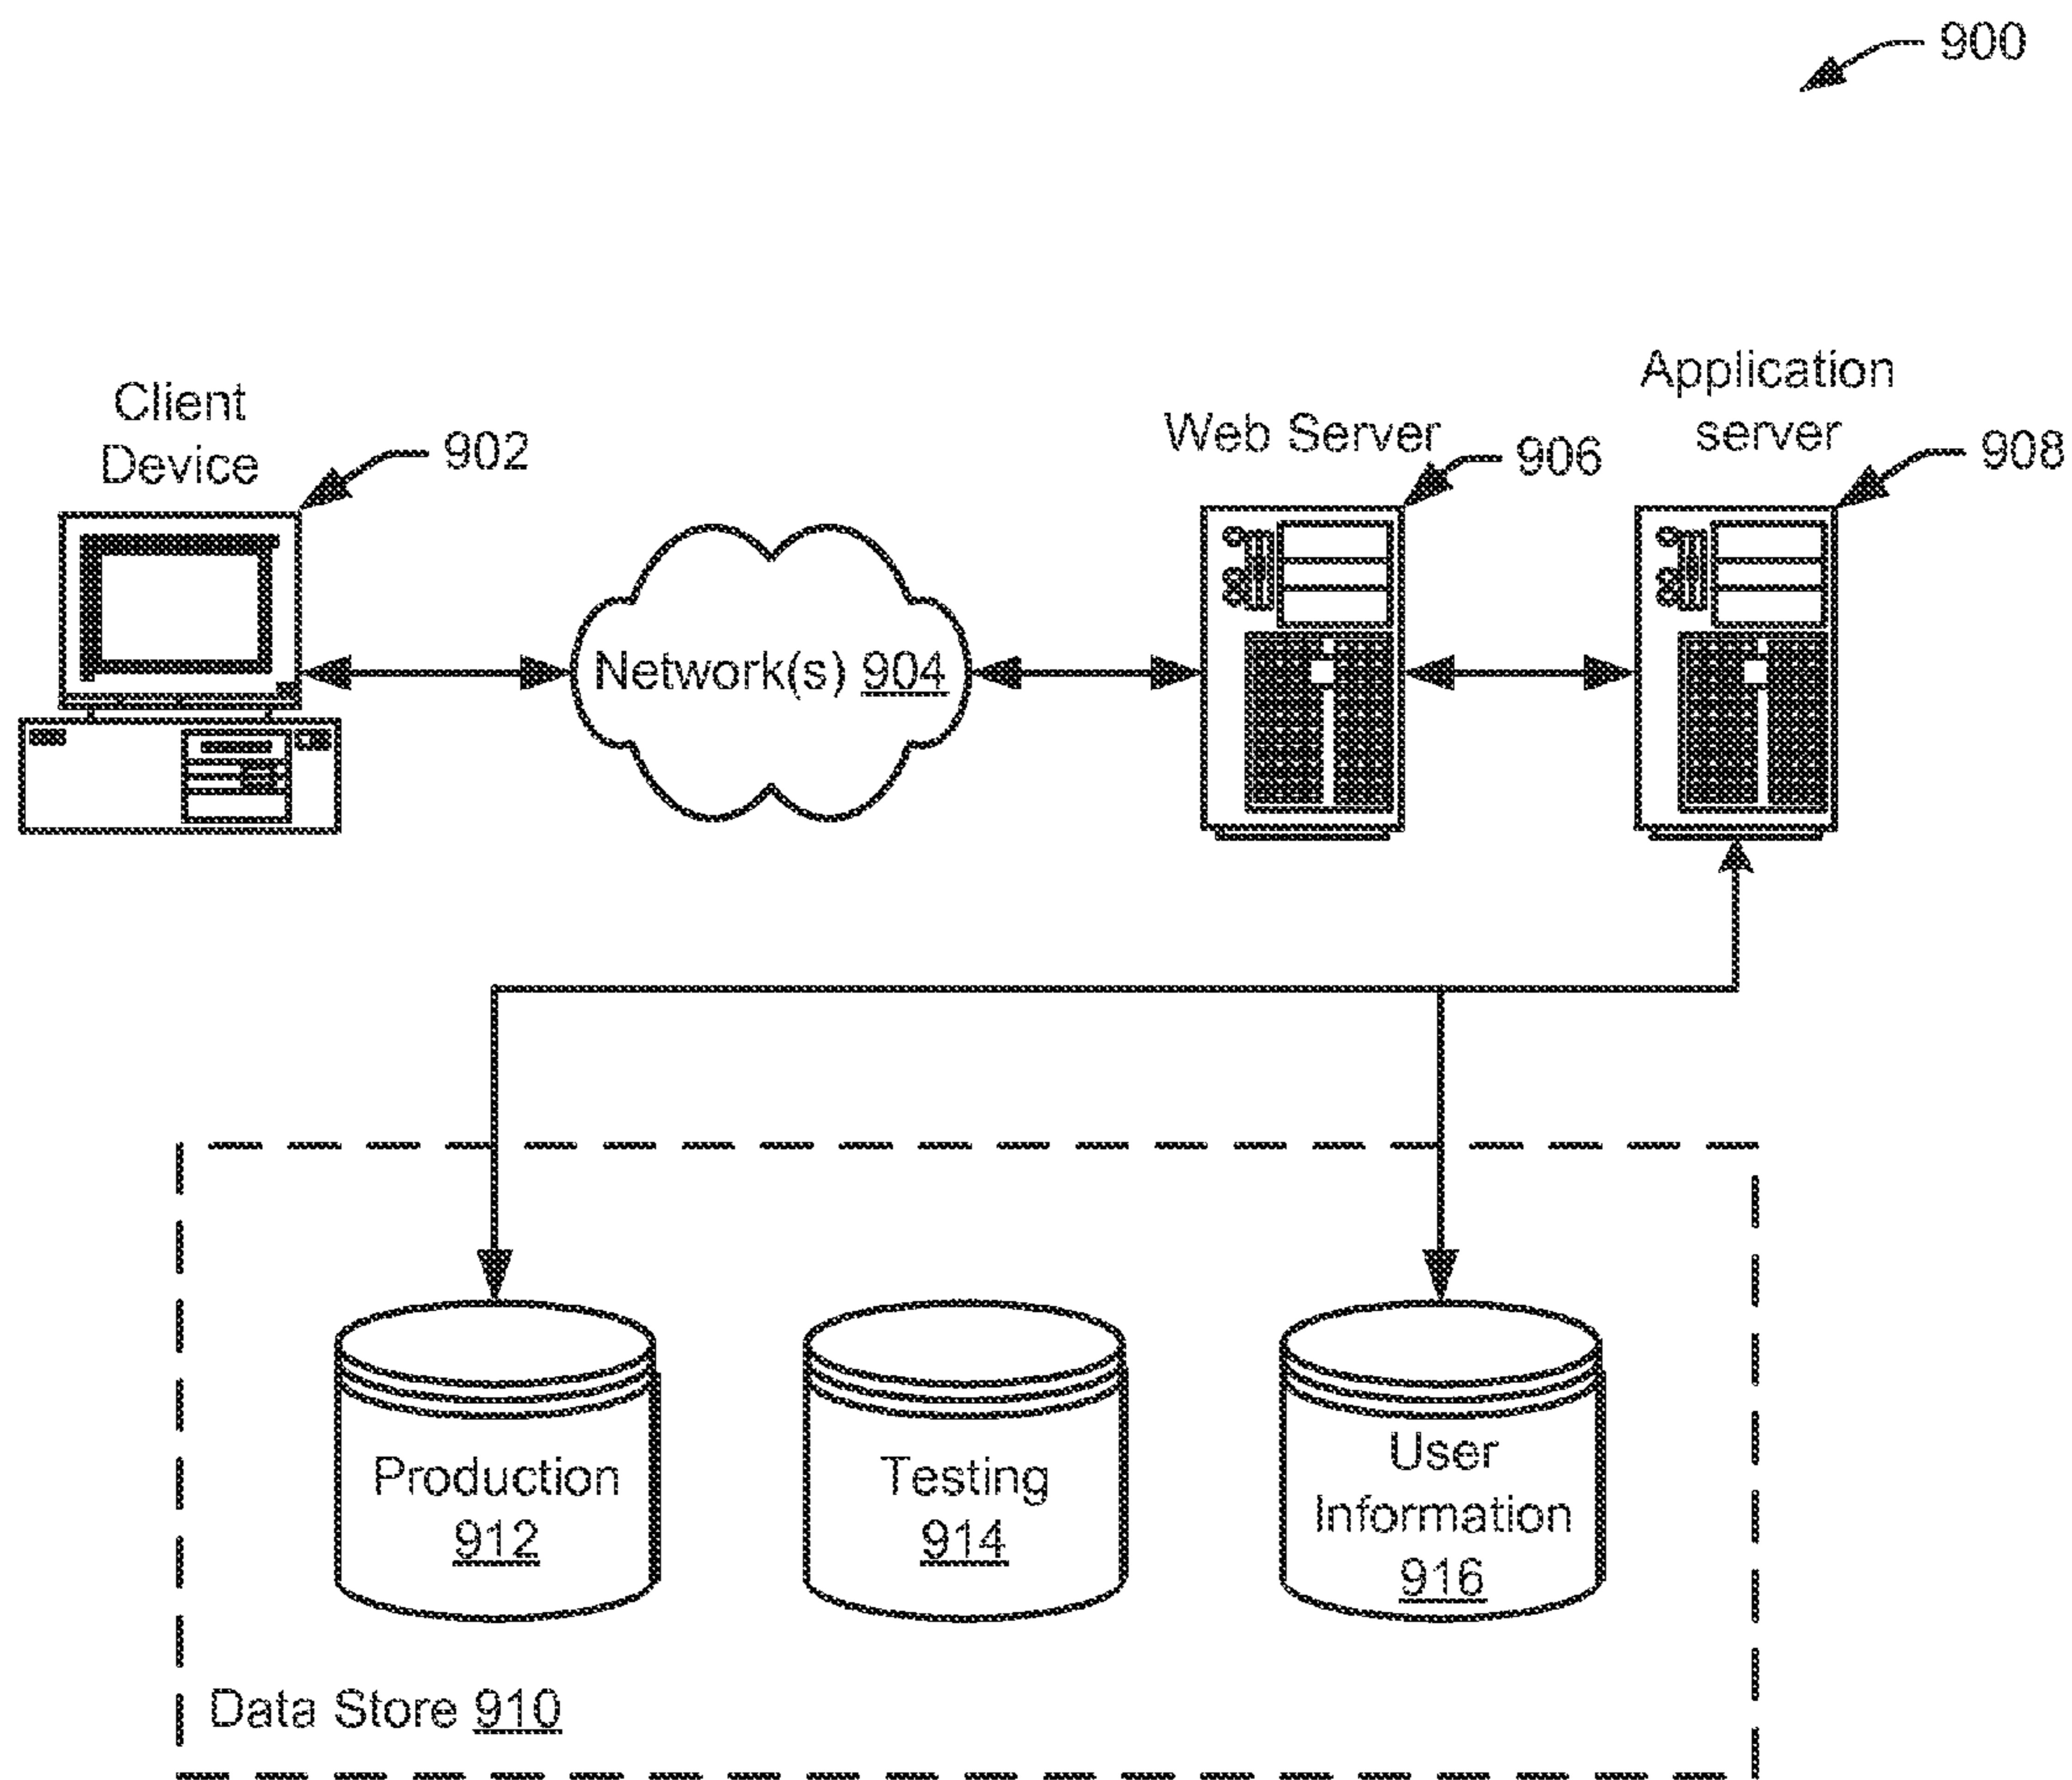 900
Client
Device
902
Web Server
906
Application
server
908
Network(s) 904
Production
912
Testing
914
User
Information
916
Data Store 910